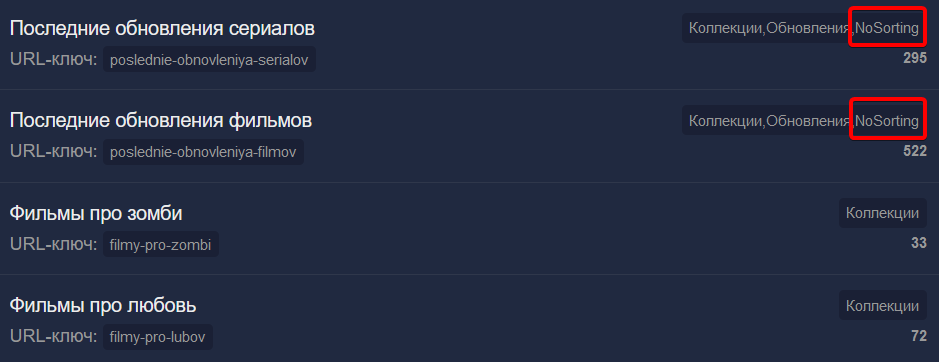 Последние обновления сериалов Коллекции,Обновления,NoSorting
URL-ключ: poslednie-obnovleniya-serialov 295
Последние обновления фильмов Коллекции,Обновления,NoSorting
URL-ключ: poslednie-obnovleniya-filmov 522
Фильмы про зомби Коллекции
URL-ключ: filmy-pro-zombi 33
Фильмы про любовь Коллекции
URL-ключ: filmy-pro-lubov 72